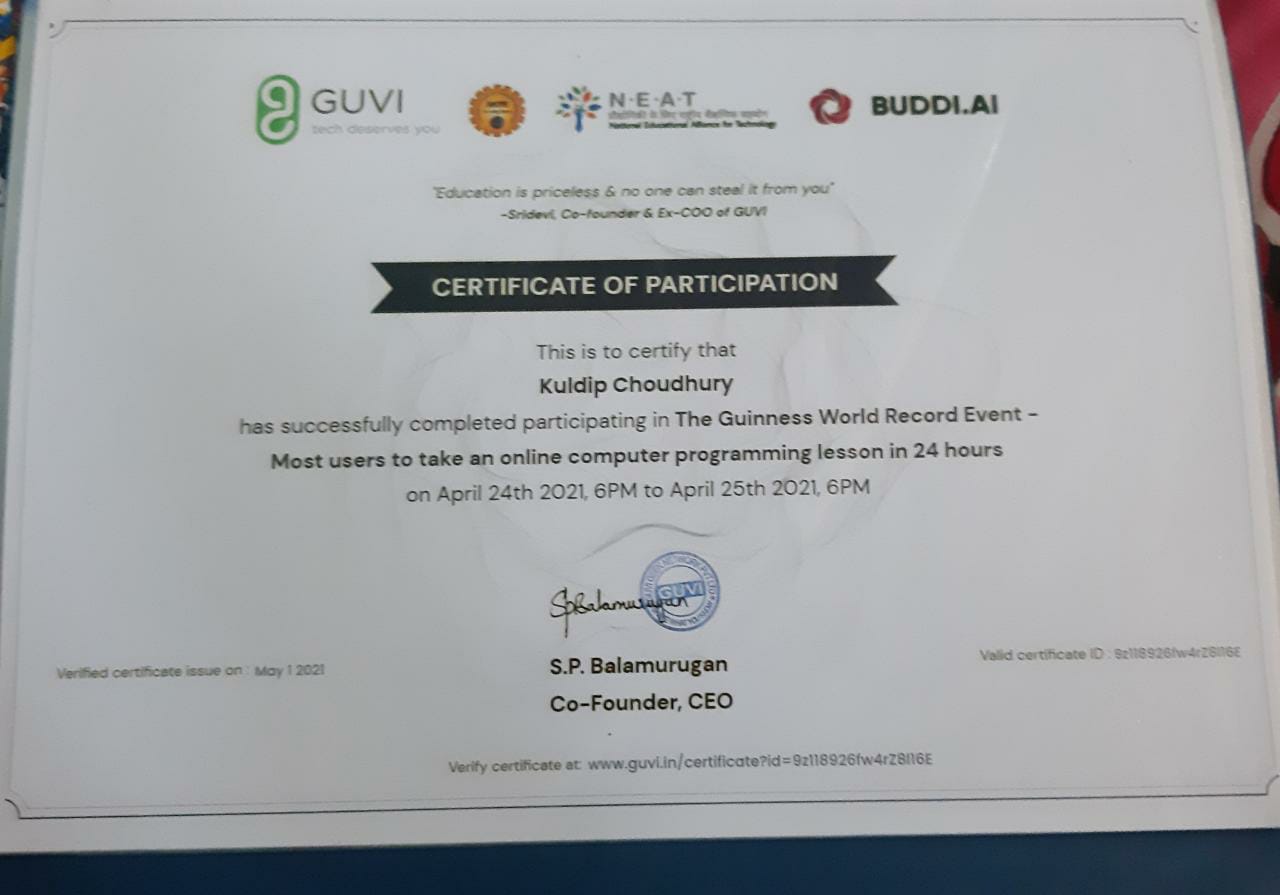 GUVI
tech deserves you
N·E·A·T
National Educational Alliance for Technology
BUDDI.AI
"Education is priceless & no one can steal it from you"
-Sridevi, Co-founder & Ex-COO of GUVI
CERTIFICATE OF PARTICIPATION
This is to certify that
Kuldip Choudhury
has successfully completed participating in The Guinness World Record Event -
Most users to take an online computer programming lesson in 24 hours
on April 24th 2021, 6PM to April 25th 2021, 6PM
SpBalamurugan
GUVI
S.P. Balamurugan
Co-Founder, CEO
Verified certificate issue on : May 1 2021
Valid certificate ID : 9z118926fw4rZ8I16E
Verify certificate at: www.guvi.in/certificate?id=9z118926fw4rZ8I16E